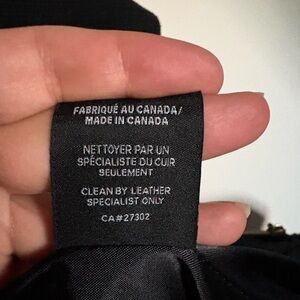 FABRIQUÉ AU CANADA/
MADE IN CANADA
NETTOYER PAR UN
SPÉCIALISTE DU CUIR
SEULEMENT
CLEAN BY LEATHER
SPECIALIST ONLY
CA#27302